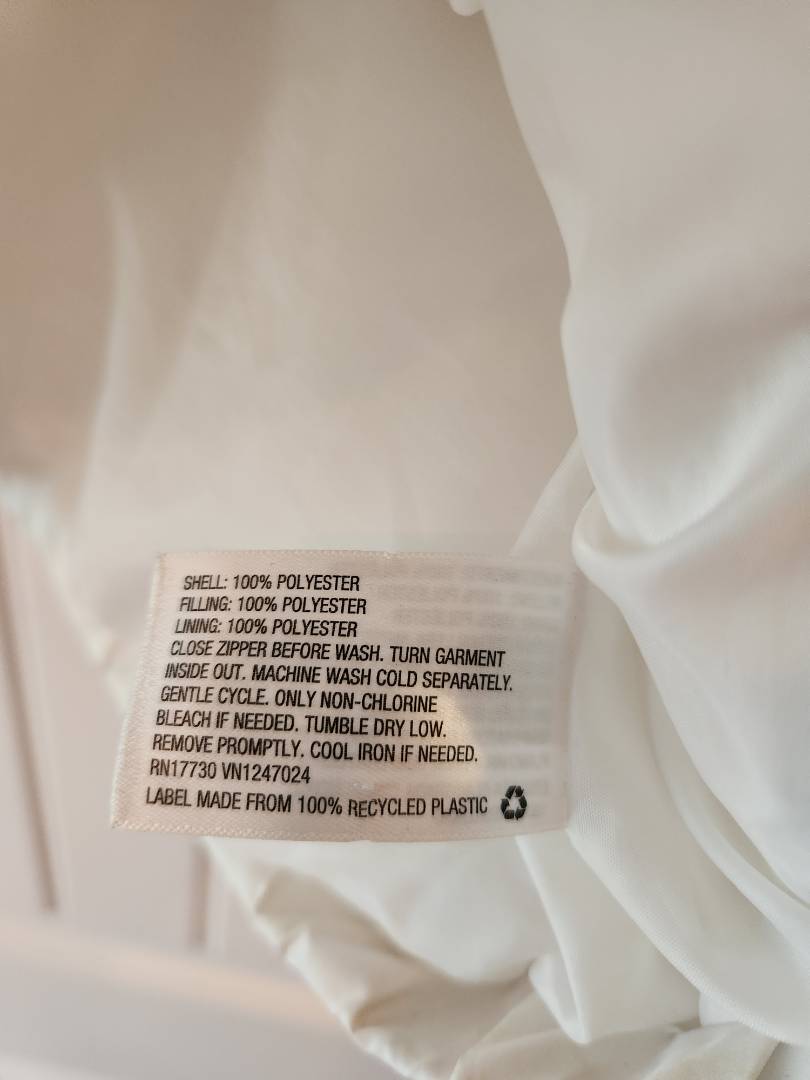 SHELL: 100% POLYESTER
FILLING: 100% POLYESTER
LINING: 100% POLYESTER
CLOSE ZIPPER BEFORE WASH. TURN GARMENT
INSIDE OUT. MACHINE WASH COLD SEPARATELY.
GENTLE CYCLE. ONLY NON-CHLORINE
BLEACH IF NEEDED. TUMBLE DRY LOW.
REMOVE PROMPTLY. COOL IRON IF NEEDED.
RN17730 VN1247024
LABEL MADE FROM 100% RECYCLED PLASTIC